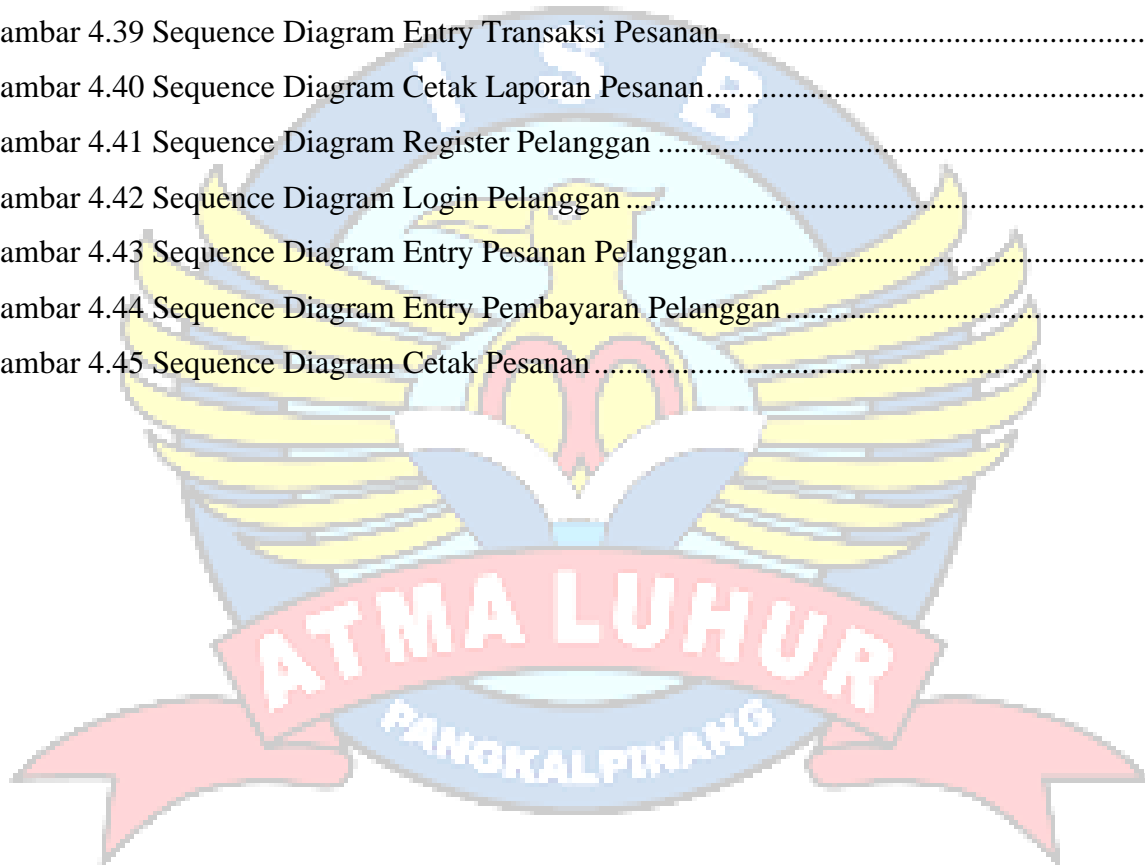 ambar 4.39 Sequence Diagram Entry Transaksi Pesanan..................................................
ambar 4.40 Sequence Diagram Cetak Laporan Pesanan....................................................
ambar 4.41 Sequence Diagram Register Pelanggan ..........................................................
ambar 4.42 Sequence Diagram Login Pelanggan ..............................................................
ambar 4.43 Sequence Diagram Entry Pesanan Pelanggan.................................................
ambar 4.44 Sequence Diagram Entry Pembayaran Pelanggan ..........................................
ambar 4.45 Sequence Diagram Cetak Pesanan..................................................................
I S B
ATMA LUHUR
PANGKALPINANG